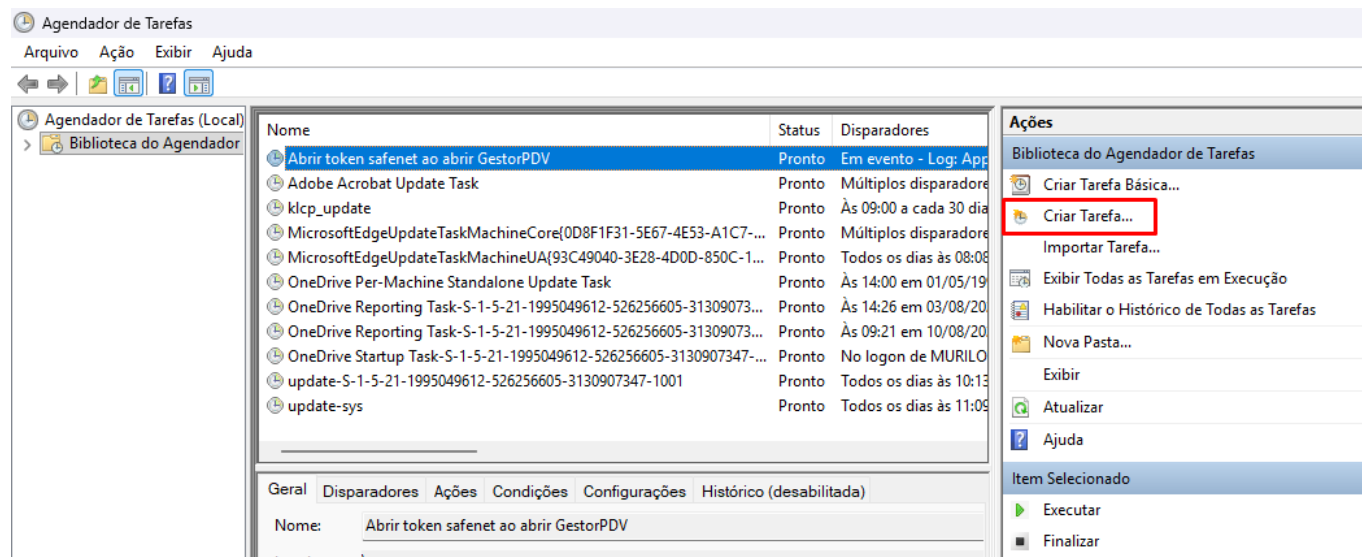 Agendador de Tarefas
Arquivo Ação Exibir Ajuda
Agendador de Tarefas (Local)
Biblioteca do Agendador
Nome Status Disparadores
Abrir token safenet ao abrir GestorPDV Pronto Em evento - Log: App
Adobe Acrobat Update Task Pronto Múltiplos disparadore
klcp_update Pronto Às 09:00 a cada 30 dia
MicrosoftEdgeUpdateTaskMachineCore{0D8F1F31-5E67-4E53-A1C7-... Pronto Múltiplos disparadore
MicrosoftEdgeUpdateTaskMachineUA{93C49040-3E28-4D0D-850C-1... Pronto Todos os dias às 08:08
OneDrive Per-Machine Standalone Update Task Pronto Às 14:00 em 01/05/19
OneDrive Reporting Task-S-1-5-21-1995049612-526256605-31309073... Pronto Às 14:26 em 03/08/20
OneDrive Reporting Task-S-1-5-21-1995049612-526256605-31309073... Pronto Às 09:21 em 10/08/20
OneDrive Startup Task-S-1-5-21-1995049612-526256605-3130907347-... Pronto No logon de MURILO
update-S-1-5-21-1995049612-526256605-3130907347-1001 Pronto Todos os dias às 10:13
update-sys Pronto Todos os dias às 11:09
Geral Disparadores Ações Condições Configurações Histórico (desabilitada)
Nome: Abrir token safenet ao abrir GestorPDV
Ações
Biblioteca do Agendador de Tarefas
Criar Tarefa Básica...
Criar Tarefa...
Importar Tarefa...
Exibir Todas as Tarefas em Execução
Habilitar o Histórico de Todas as Tarefas
Nova Pasta...
Exibir
Atualizar
Ajuda
Item Selecionado
Executar
Finalizar